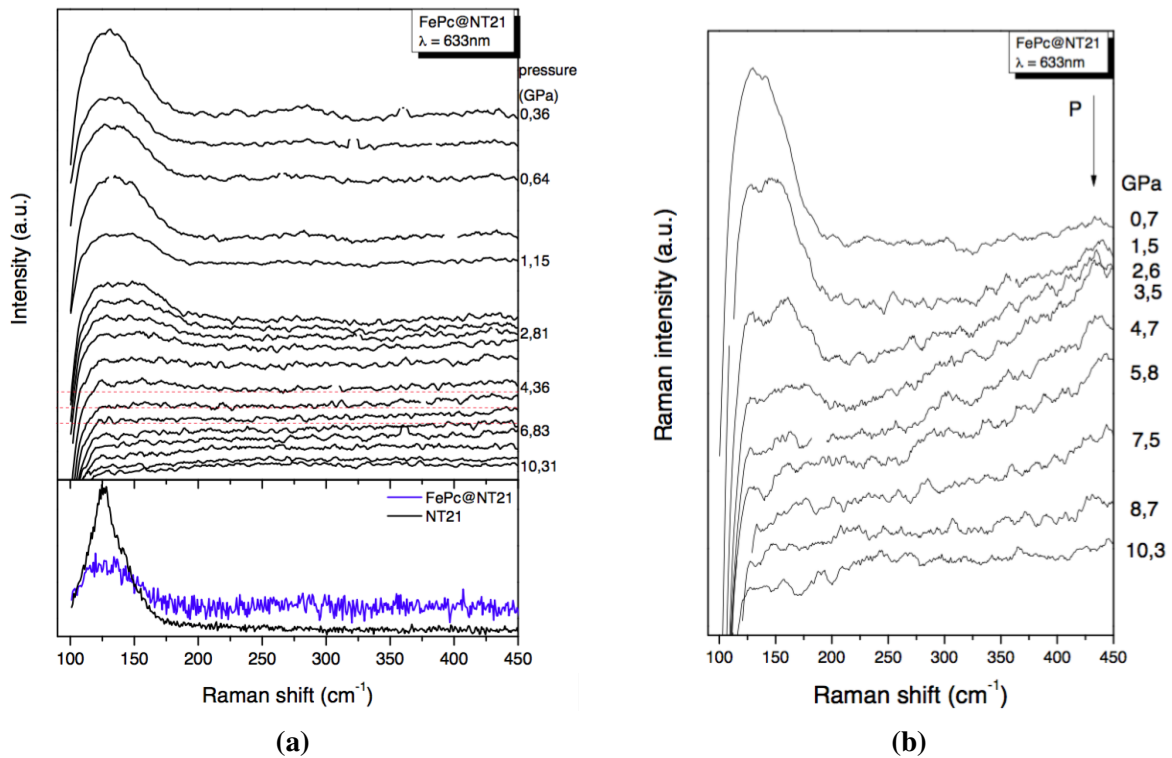 FePc@NT21
λ = 633nm
pressure
(GPa)
0,36
0,64
1,15
2,81
4,36
6,83
10,31
Intensity (a.u.)
FePc@NT21
NT21
100 150 200 250 300 350 400 450
Raman shift (cm⁻¹)
(a)
FePc@NT21
λ = 633nm
P
GPa
0,7
1,5
2,6
3,5
4,7
5,8
7,5
8,7
10,3
Raman intensity (a.u.)
100 150 200 250 300 350 400 450
Raman shift (cm⁻¹)
(b)